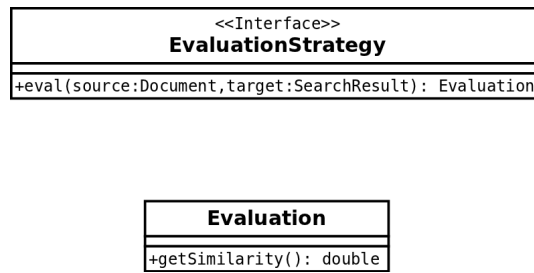 <<Interface>>
EvaluationStrategy
+eval(source:Document,target:SearchResult): Evaluation
Evaluation
+getSimilarity(): double